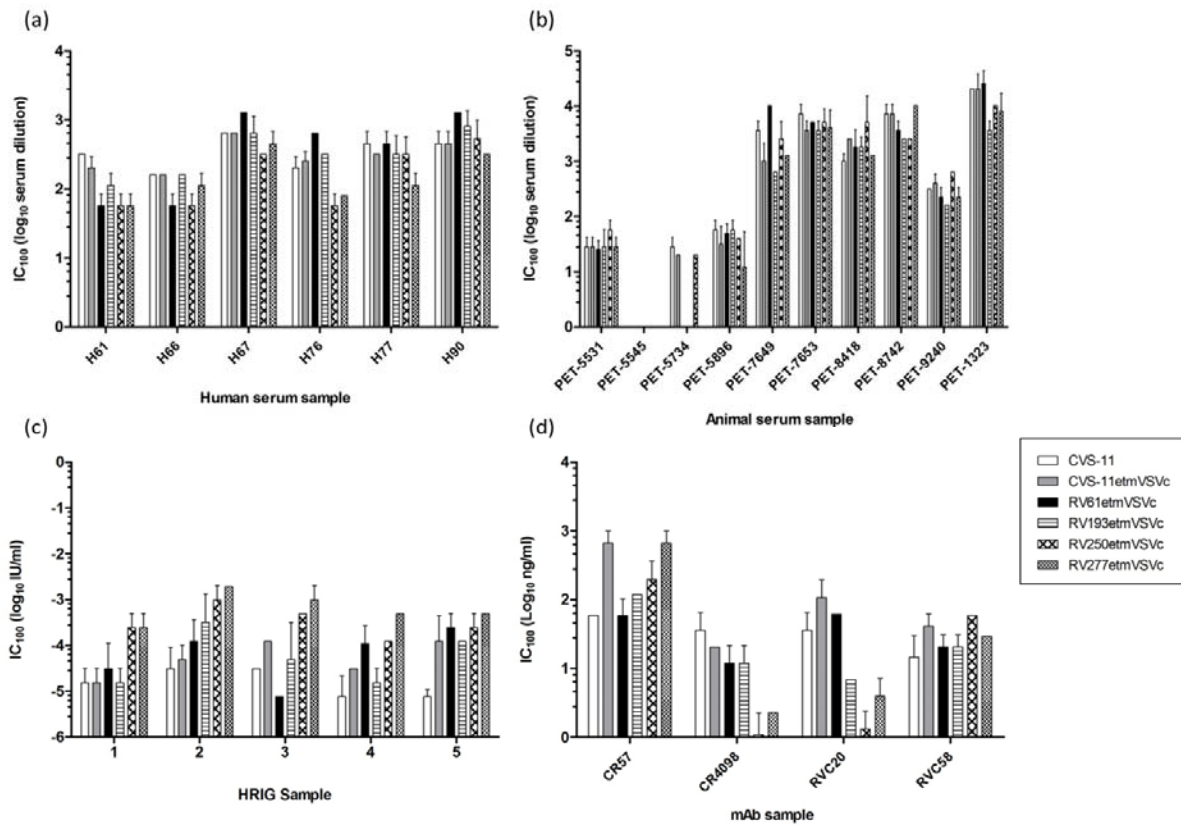 (a)
4
3
2
1
0
IC100 (log10 serum dilution)
H61
H66
H67
H76
H77
H90
Human serum sample
(b)
5
4
3
2
1
0
IC100 (log10 serum dilution)
PET-5531
PET-5545
PET-5734
PET-5896
PET-7649
PET-7653
PET-8418
PET-8742
PET-9240
PET-1323
Animal serum sample
(c)
-0
-1
-2
-3
-4
-5
-6
IC100 (log10 IU/ml)
1 2 3 4 5
HRIG Sample
(d)
4
3
2
1
0
IC100 (Log10 ng/ml)
CR57
CR4098
RVC20
RVC58
mAb sample
CVS-11
CVS-11etmVSVc
RV61etmVSVc
RV193etmVSVc
RV250etmVSVc
RV277etmVSVc